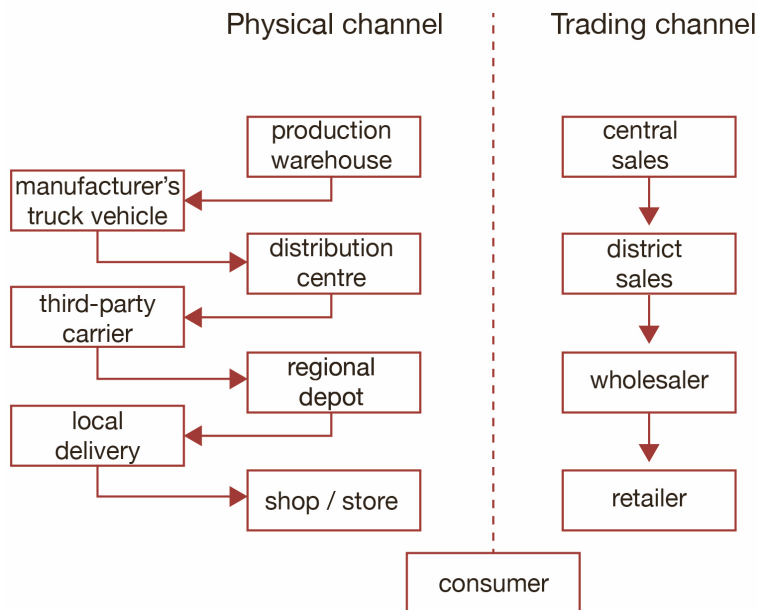 Physical channel
Trading channel
production
warehouse
central
sales
manufacturer's
truck vehicle
distribution
centre
district
sales
third-party
carrier
regional
depot
wholesaler
local
delivery
shop / store
retailer
consumer